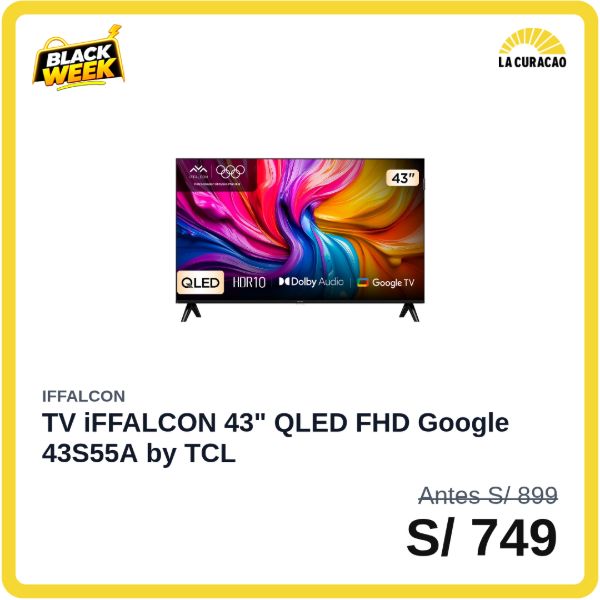 BLACK
WEEK
LA CURACAO
IFFALCON
43"
QLED
HDR10
Dolby Audio
Google TV
IFFALCON
TV iFFALCON 43" QLED FHD Google
43S55A by TCL
Antes S/ 899
S/ 749